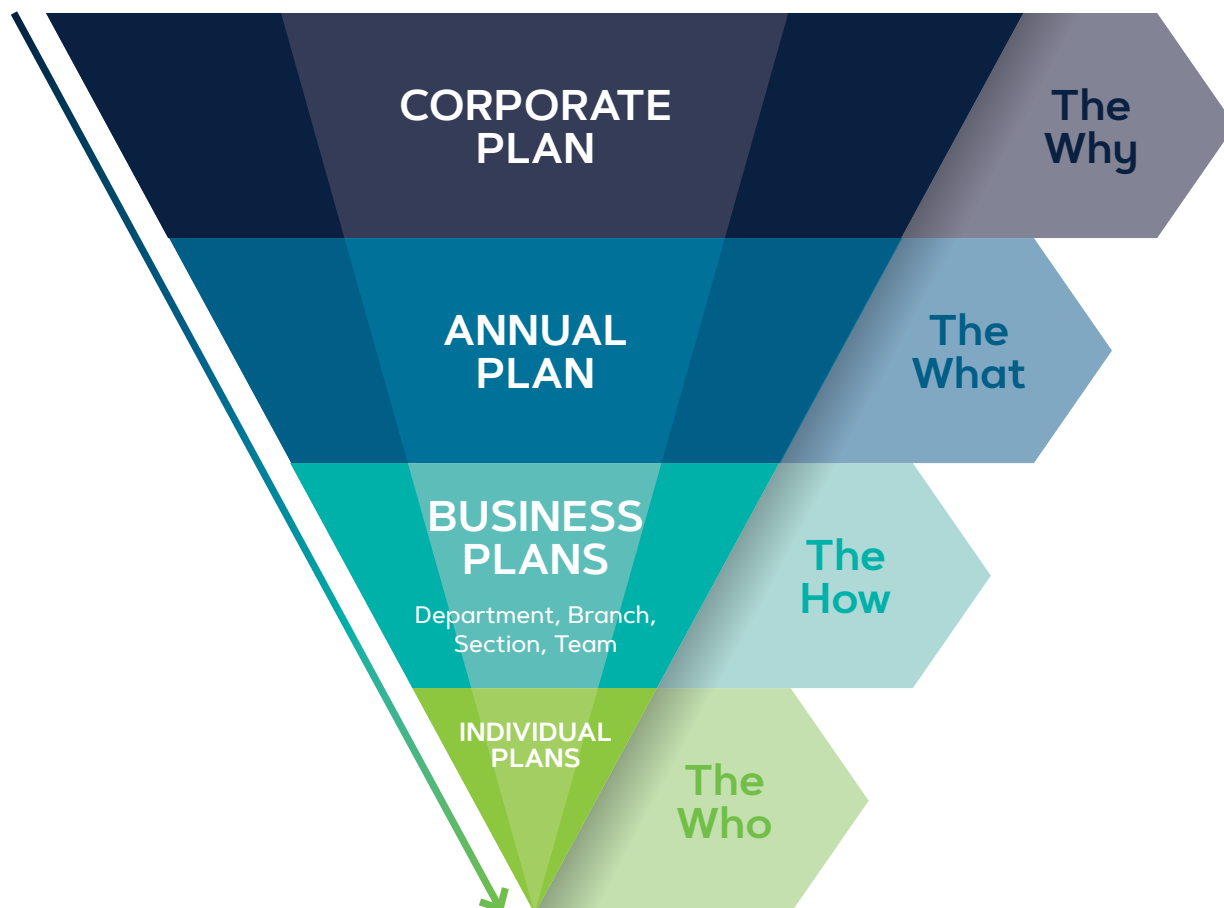 CORPORATE
PLAN
The
Why
ANNUAL
PLAN
The
What
BUSINESS
PLANS
Department, Branch,
Section, Team
The
How
INDIVIDUAL
PLANS
The
Who